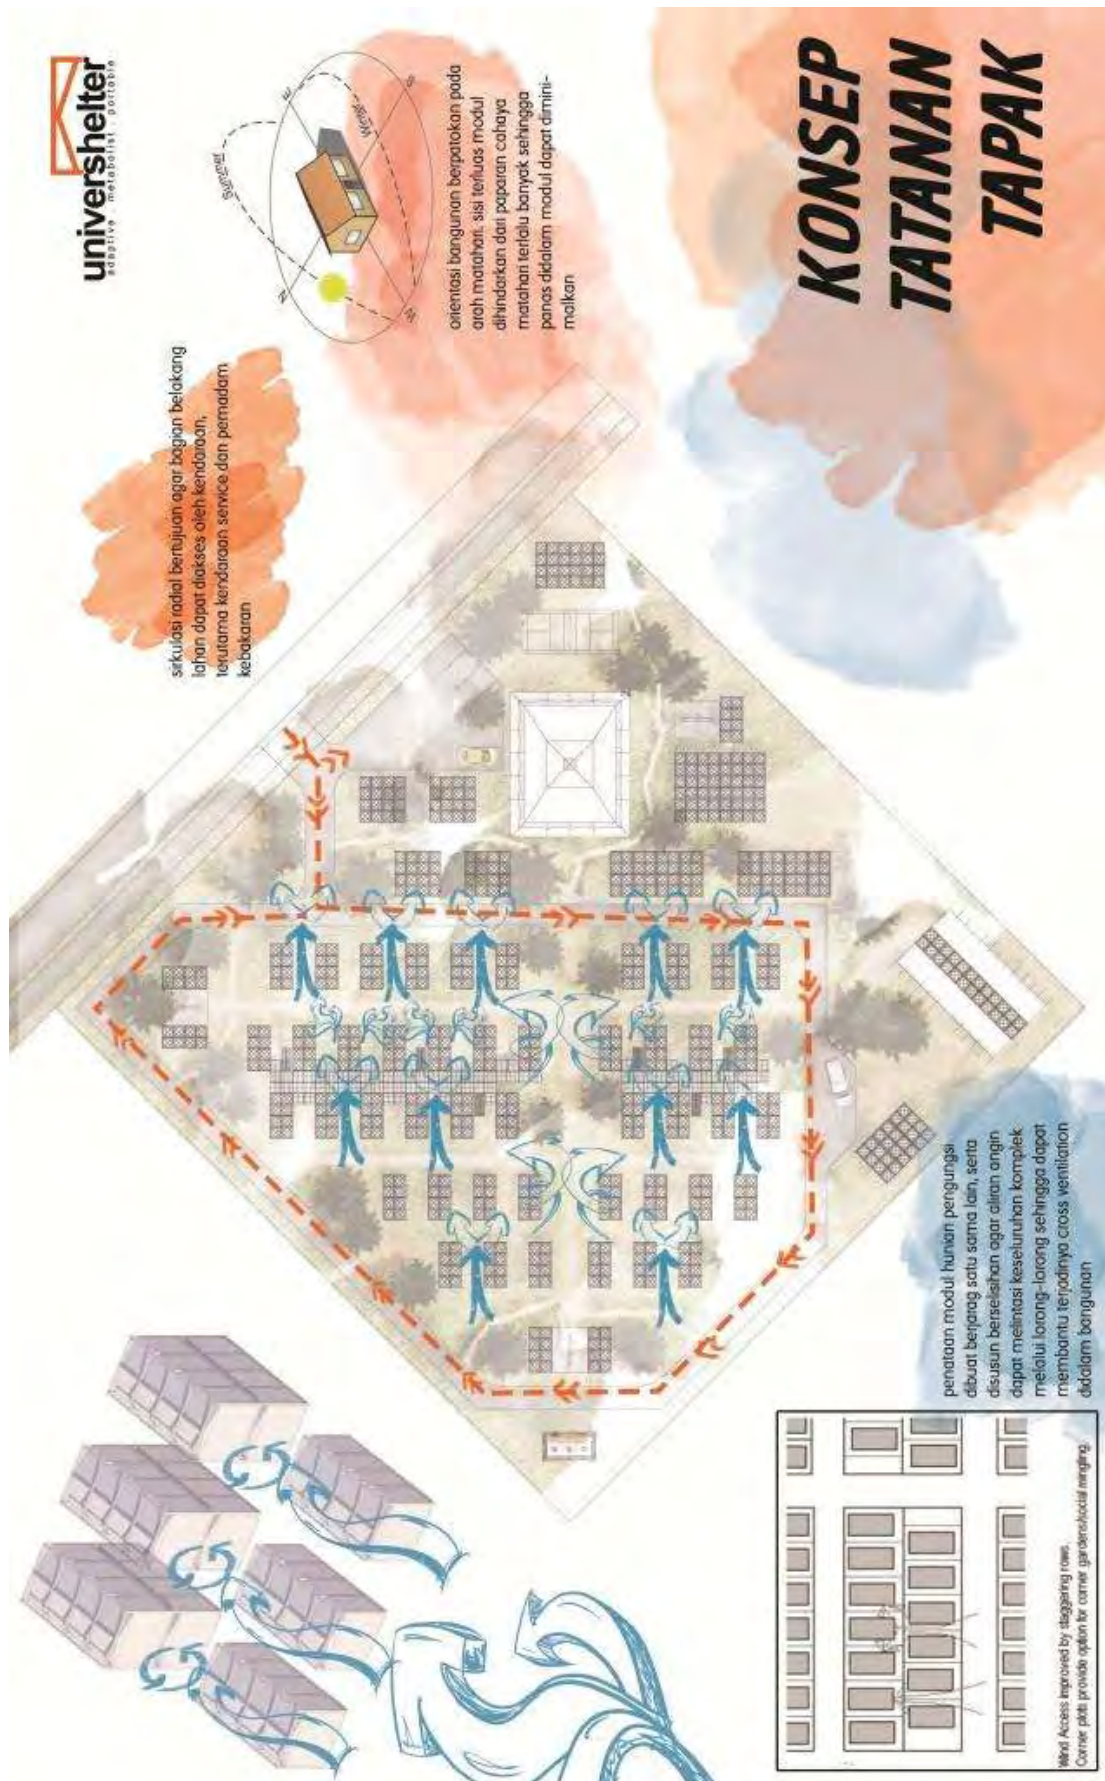 univershelter
adaptive . metabolist . portable
KONSEP
TATANAN
TAPAK
Summer
Winter
E
S
N
W
orientasi bangunan berpatokan pada
arah matahari. sisi terluas modul
dihindarkan dari paparan cahaya
matahari terlalu banyak sehingga
panas didalam modul dapat dimini-
malkan
sirkulasi radial bertujuan agar bagian belakang
lahan dapat diakses oleh kendaraan,
terutama kendaraan service dan pemadam
kebakaran
penataan modul hunian pengungsi
dibuat berjarag satu sama lain, serta
disusun berselisihan agar aliran angin
dapat melintasi keseluruhan komplek
melalui lorong-lorong sehingga dapat
membantu terjadinya cross ventilation
didalam bangunan
Wind Access improved by staggering rows.
Corner plots provide option for corner gardens/social mingling.